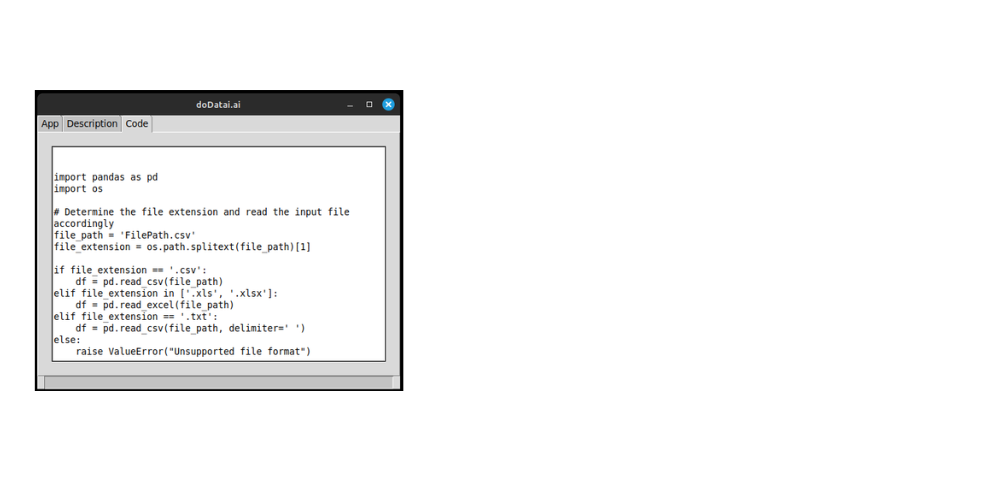 doDatai.ai
App Description Code
import pandas as pd
import os
# Determine the file extension and read the input file
accordingly
file_path = 'FilePath.csv'
file_extension = os.path.splitext(file_path)[1]
if file_extension == '.csv':
    df = pd.read_csv(file_path)
elif file_extension in ['.xls', '.xlsx']:
    df = pd.read_excel(file_path)
elif file_extension == '.txt':
    df = pd.read_csv(file_path, delimiter=' ')
else:
    raise ValueError("Unsupported file format")